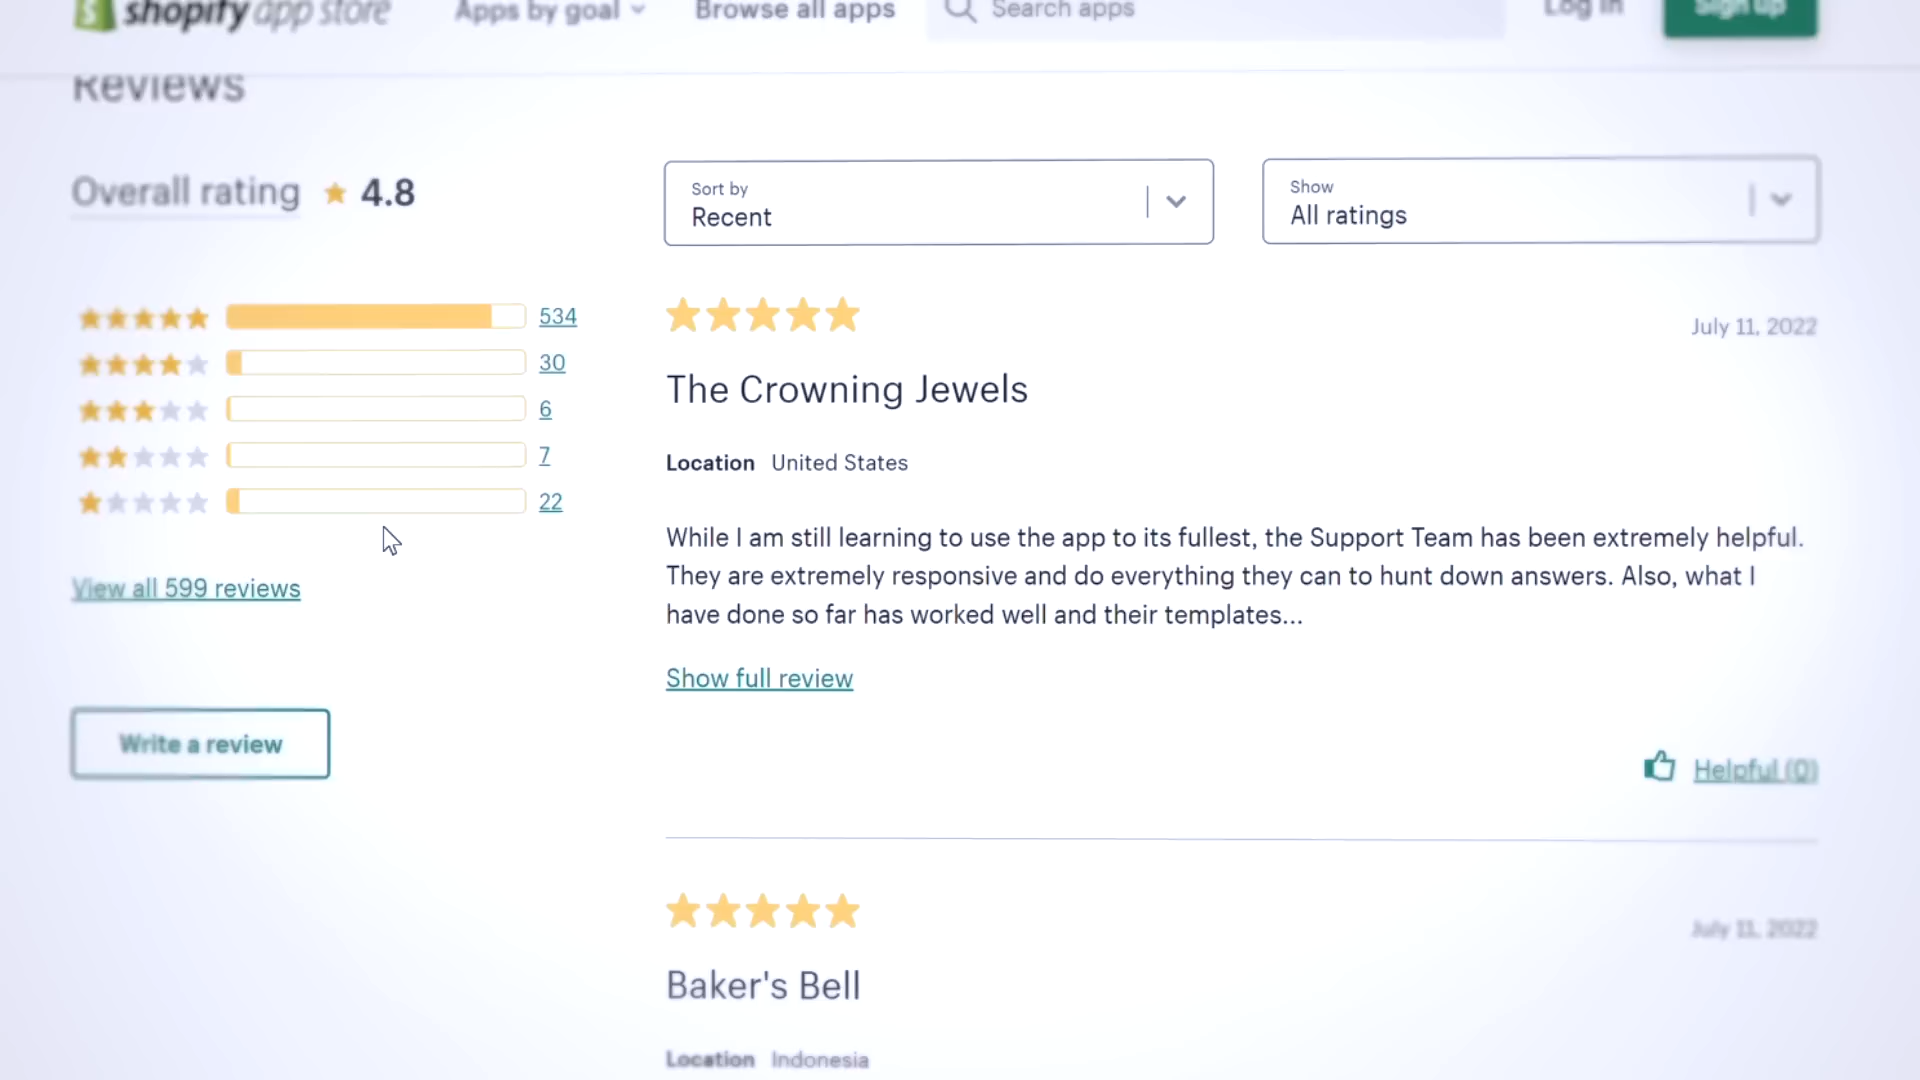 shopify app store Apps by goal Browse all apps Search apps Log in Sign up
Reviews
Overall rating 4.8
Sort by
Recent
Show
All ratings
534
30
6
7
22
View all 599 reviews
Write a review
July 11, 2022
The Crowning Jewels
Location United States
While I am still learning to use the app to its fullest, the Support Team has been extremely helpful.
They are extremely responsive and do everything they can to hunt down answers. Also, what I
have done so far has worked well and their templates...
Show full review
Helpful (0)
July 11, 2022
Baker's Bell
Location Indonesia